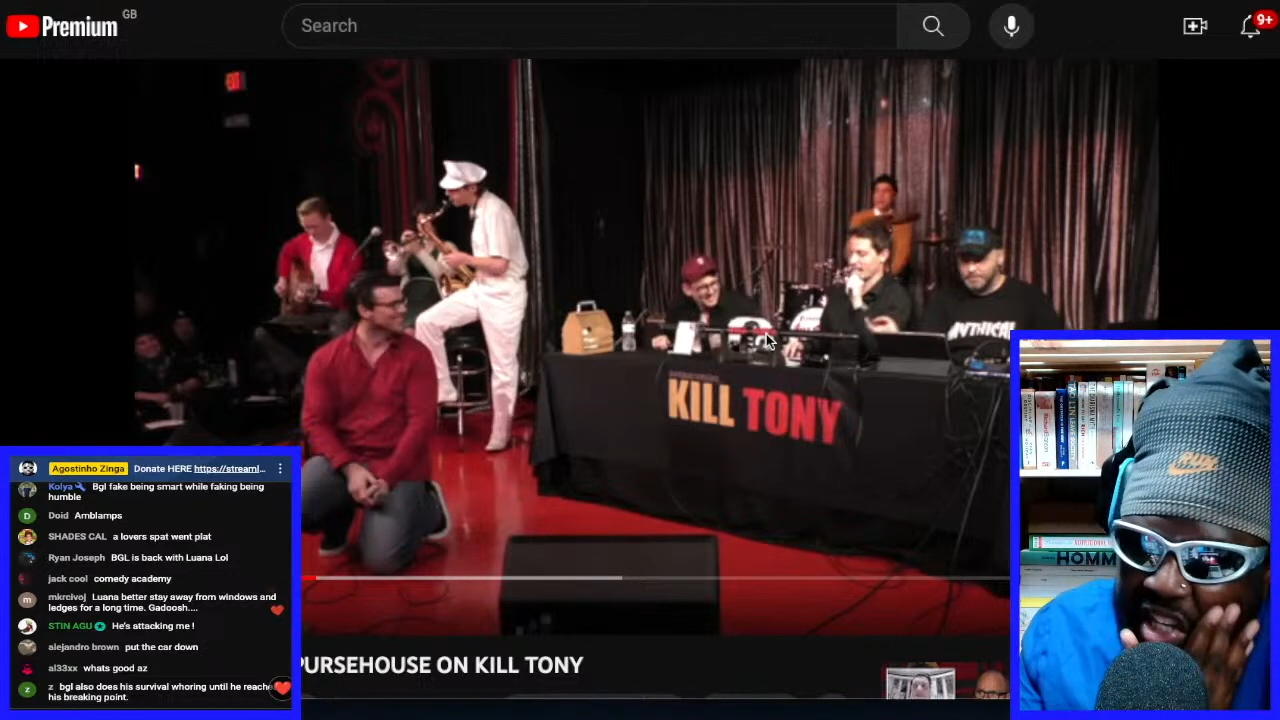 Premium GB
Search
9+
KILL TONY
MYTHICAL
PURSEHOUSE ON KILL TONY
Agostinho Zinga Donate HERE https://streaml...
Kolya Bgl fake being smart while faking being
humble
D Doid Amblamps
SHADES CAL a lovers spat went plat
Ryan Joseph BGL is back with Luana Lol
jack cool comedy academy
m mkrcivoj Luana better stay away from windows and
ledges for a long time. Gadoosh....
STIN AGU He's attacking me !
alejandro brown put the car down
al33xx whats good az
z z bgl also does his survival whoring until he reache
his breaking point.
HOMM
NIKE